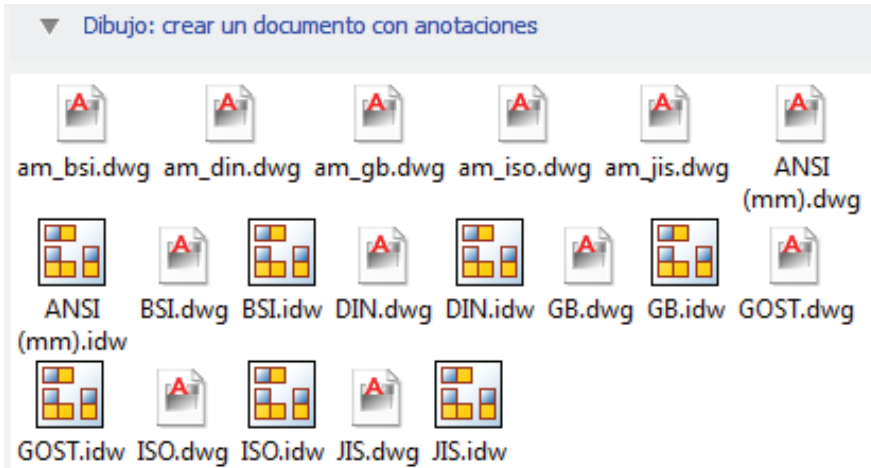 Dibujo: crear un documento con anotaciones
am_bsi.dwg am_din.dwg am_gb.dwg am_iso.dwg am_jis.dwg ANSI
(mm).dwg
ANSI BSI.dwg BSI.idw DIN.dwg DIN.idw GB.dwg GB.idw GOST.dwg
(mm).idw
GOST.idw ISO.dwg ISO.idw JIS.dwg JIS.idw